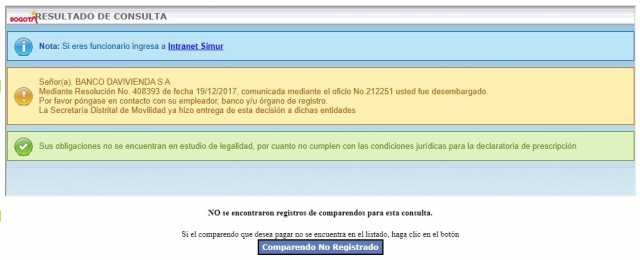 BOGOTÁ RESULTADO DE CONSULTA
Nota: Si eres funcionario ingresa a Intranet Simur
Señor(a). BANCO DAVIVIENDA S A
Mediante Resolución No. 408393 de fecha 19/12/2017, comunicada mediante el oficio No.212251 usted fue desembargado.
Por favor póngase en contacto con su empleador, banco y/u órgano de registro.
La Secretaría Distrital de Movilidad ya hizo entrega de esta decisión a dichas entidades
Sus obligaciones no se encuentran en estudio de legalidad, por cuanto no cumplen con las condiciones jurídicas para la declaratoria de prescripción
NO se encontraron registros de comparendos para esta consulta.
Si el comparendo que desea pagar no se encuentra en el listado, haga clic en el botón
Comparendo No Registrado